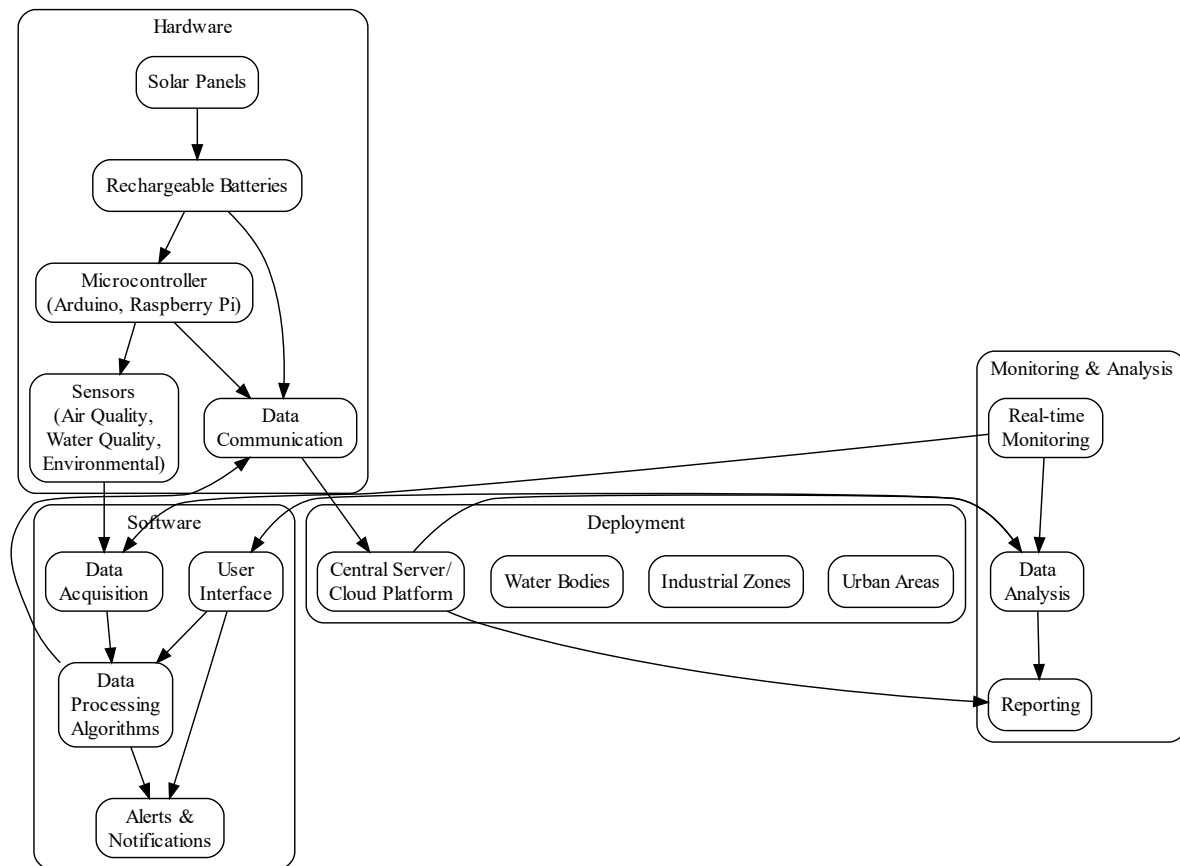 Hardware
Solar Panels
Rechargeable Batteries
Microcontroller
(Arduino, Raspberry Pi)
Sensors
(Air Quality,
Water Quality,
Environmental)
Data
Communication
Monitoring & Analysis
Real-time
Monitoring
Data
Analysis
Reporting
Software
Data
Acquisition
User
Interface
Data
Processing
Algorithms
Alerts &
Notifications
Deployment
Central Server/
Cloud Platform
Water Bodies
Industrial Zones
Urban Areas